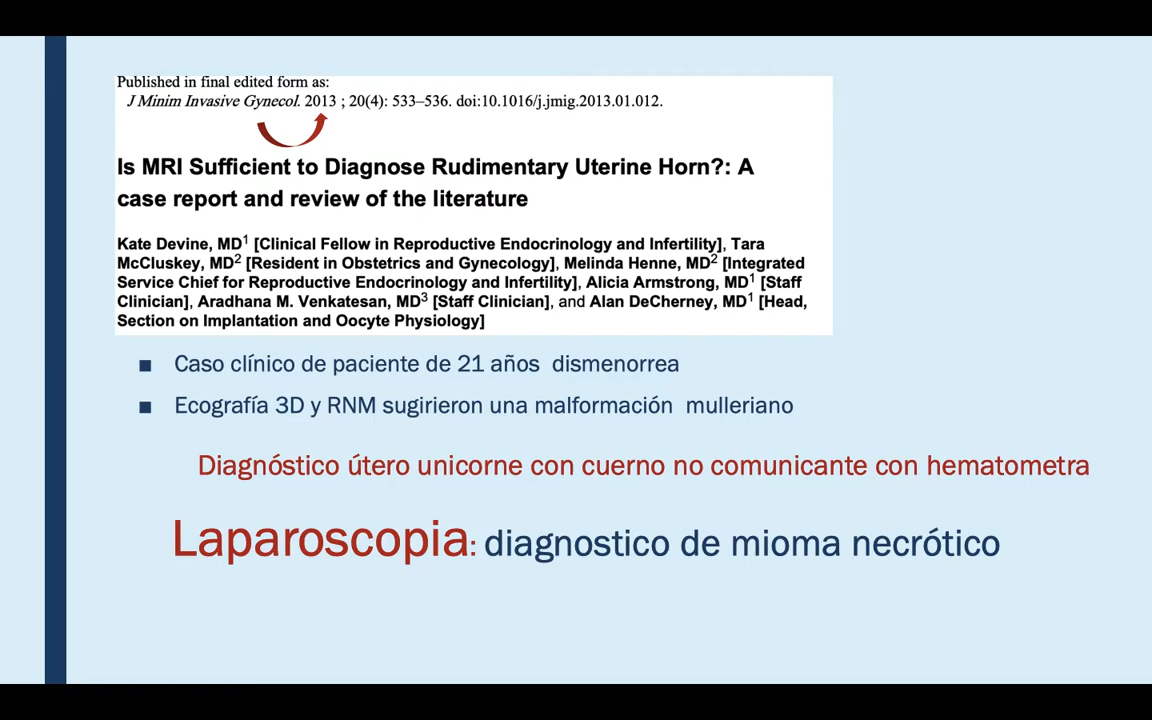 Published in final edited form as:
J Minim Invasive Gynecol. 2013 ; 20(4): 533–536. doi:10.1016/j.jmig.2013.01.012.
Is MRI Sufficient to Diagnose Rudimentary Uterine Horn?: A
case report and review of the literature
Kate Devine, MD1 [Clinical Fellow in Reproductive Endocrinology and Infertility], Tara
McCluskey, MD2 [Resident in Obstetrics and Gynecology], Melinda Henne, MD2 [Integrated
Service Chief for Reproductive Endocrinology and Infertility], Alicia Armstrong, MD1 [Staff
Clinician], Aradhana M. Venkatesan, MD3 [Staff Clinician], and Alan DeCherney, MD1 [Head,
Section on Implantation and Oocyte Physiology]
■ Caso clínico de paciente de 21 años dismenorrea
■ Ecografía 3D y RNM sugirieron una malformación mulleriano
Diagnóstico útero unicorne con cuerno no comunicante con hematometra
Laparoscopia: diagnostico de mioma necrótico